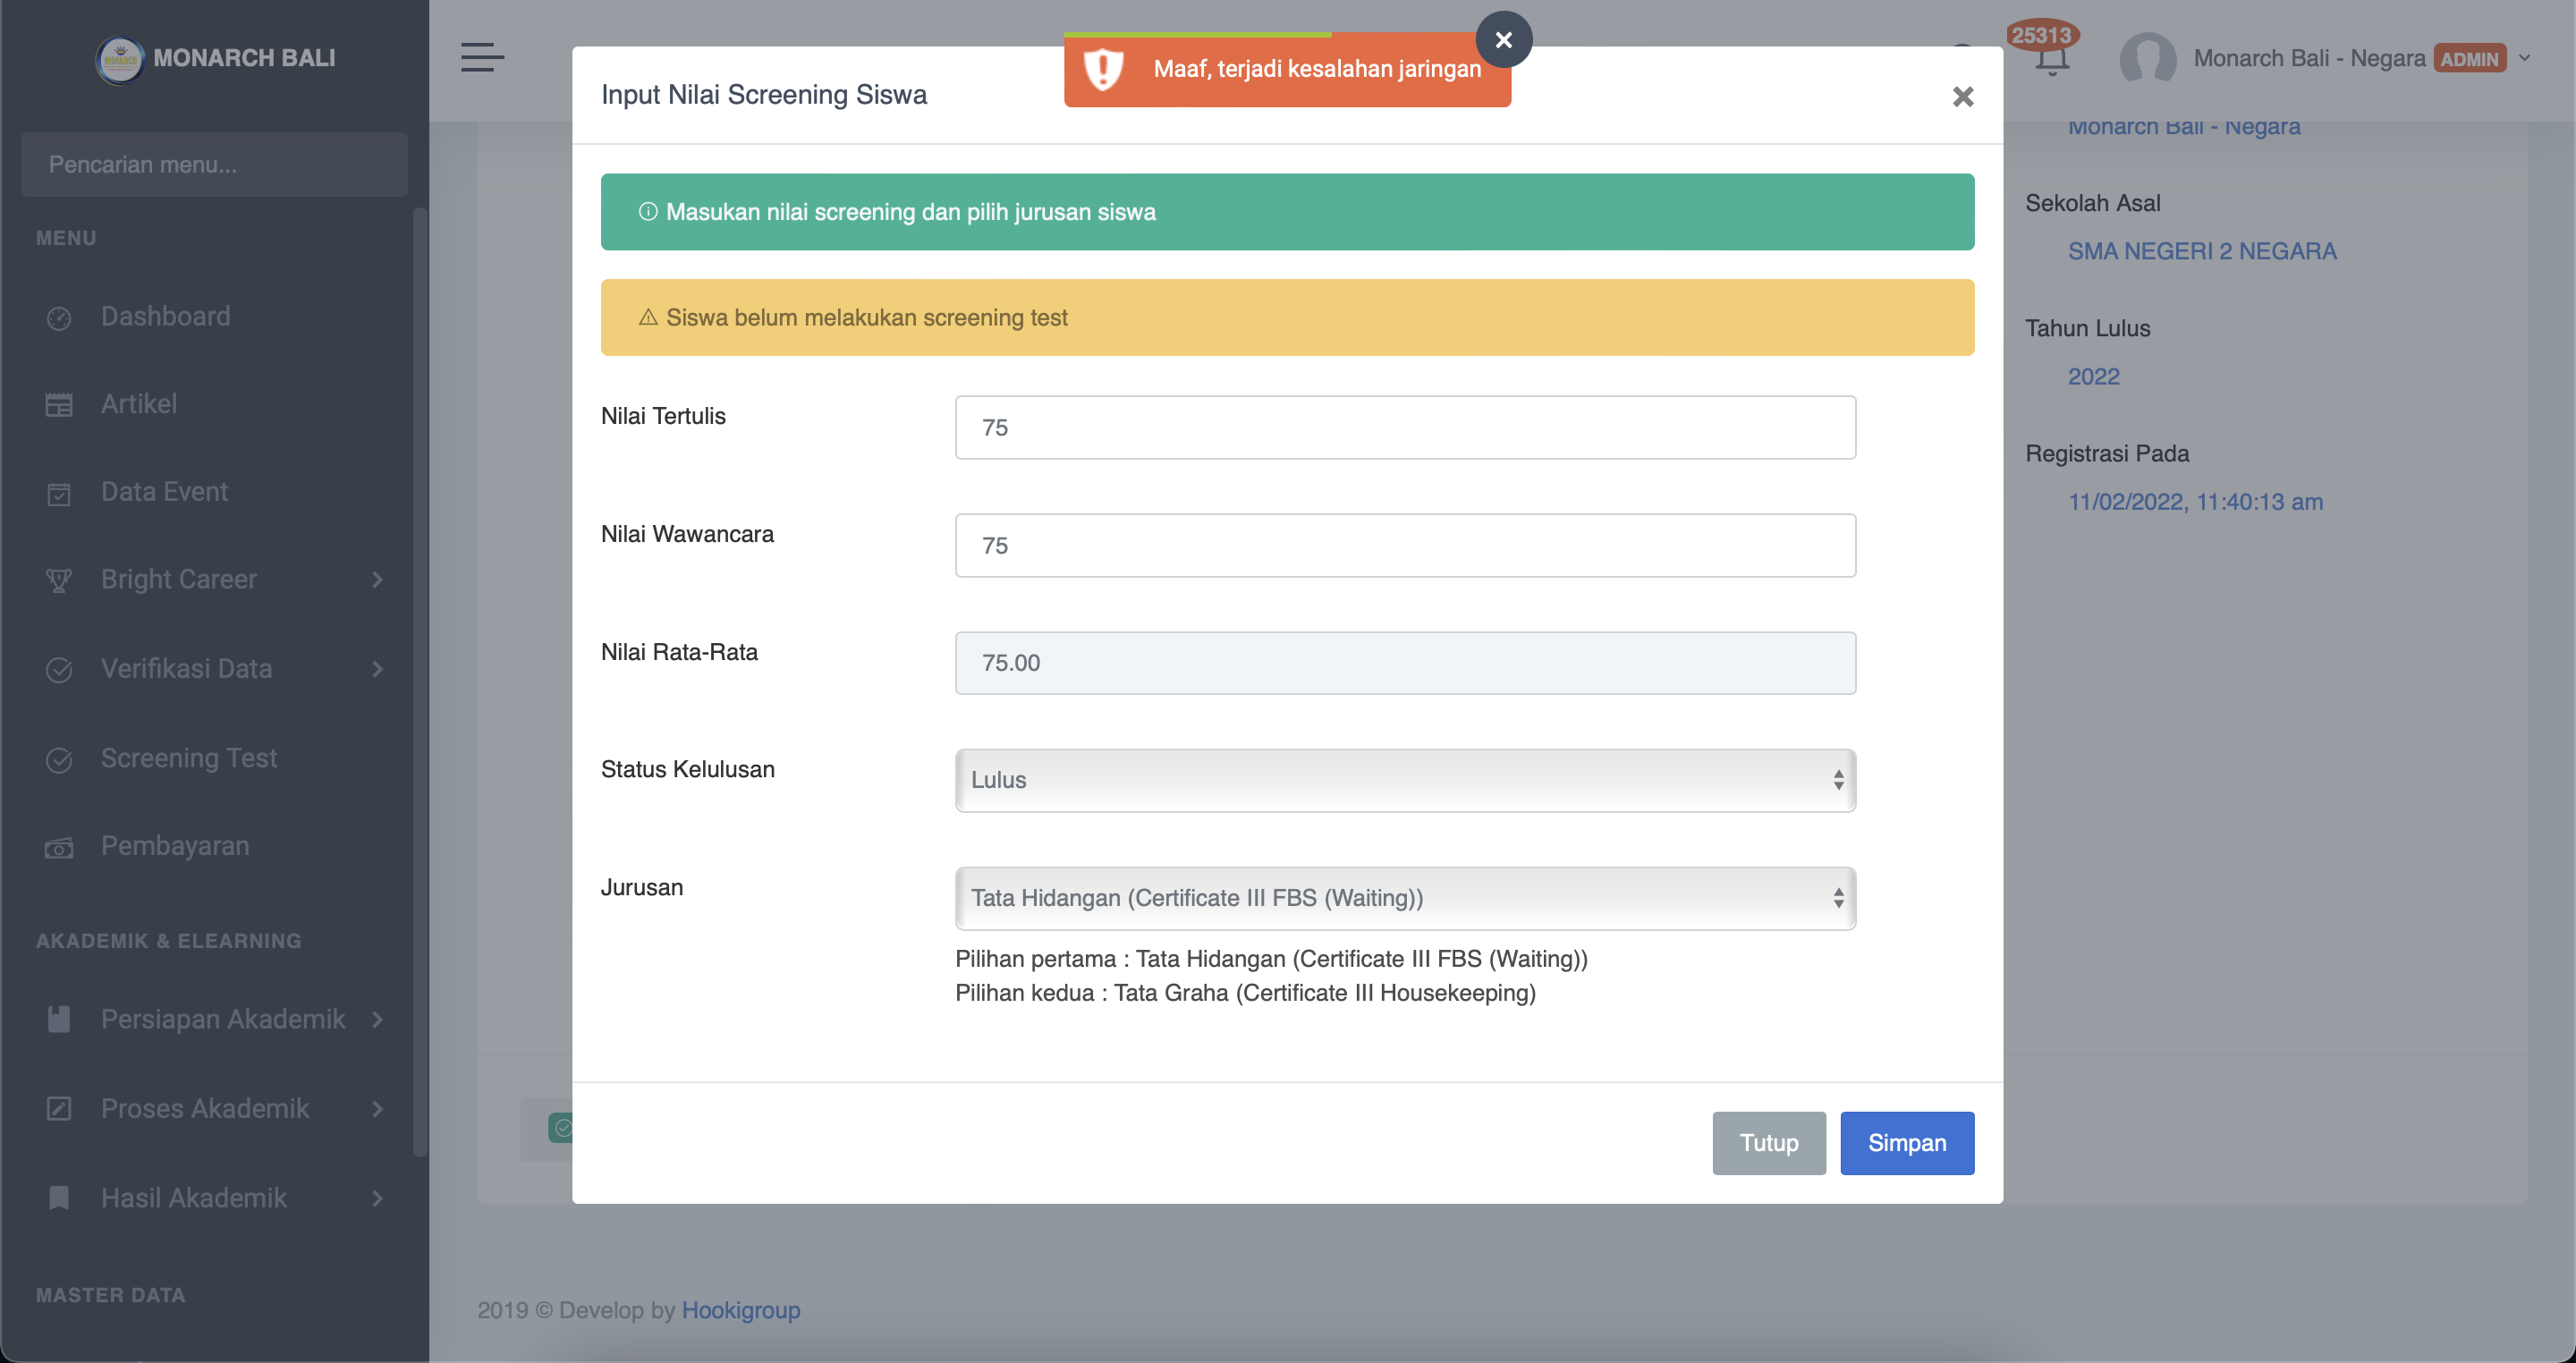 MONARCH BALI
Pencarian menu...
MENU
Dashboard
Artikel
Data Event
Bright Career
Verifikasi Data
Screening Test
Pembayaran
AKADEMIK & ELEARNING
Persiapan Akademik
Proses Akademik
Hasil Akademik
MASTER DATA
Maaf, terjadi kesalahan jaringan
25313
Monarch Bali - Negara ADMIN
Input Nilai Screening Siswa
Masukan nilai screening dan pilih jurusan siswa
Siswa belum melakukan screening test
Nilai Tertulis
75
Nilai Wawancara
75
Nilai Rata-Rata
75.00
Status Kelulusan
Lulus
Jurusan
Tata Hidangan (Certificate III FBS (Waiting))
Pilihan pertama : Tata Hidangan (Certificate III FBS (Waiting))
Pilihan kedua : Tata Graha (Certificate III Housekeeping)
Tutup
Simpan
Monarch Bali - Negara
Sekolah Asal
SMA NEGERI 2 NEGARA
Tahun Lulus
2022
Registrasi Pada
11/02/2022, 11:40:13 am
2019 © Develop by Hookigroup